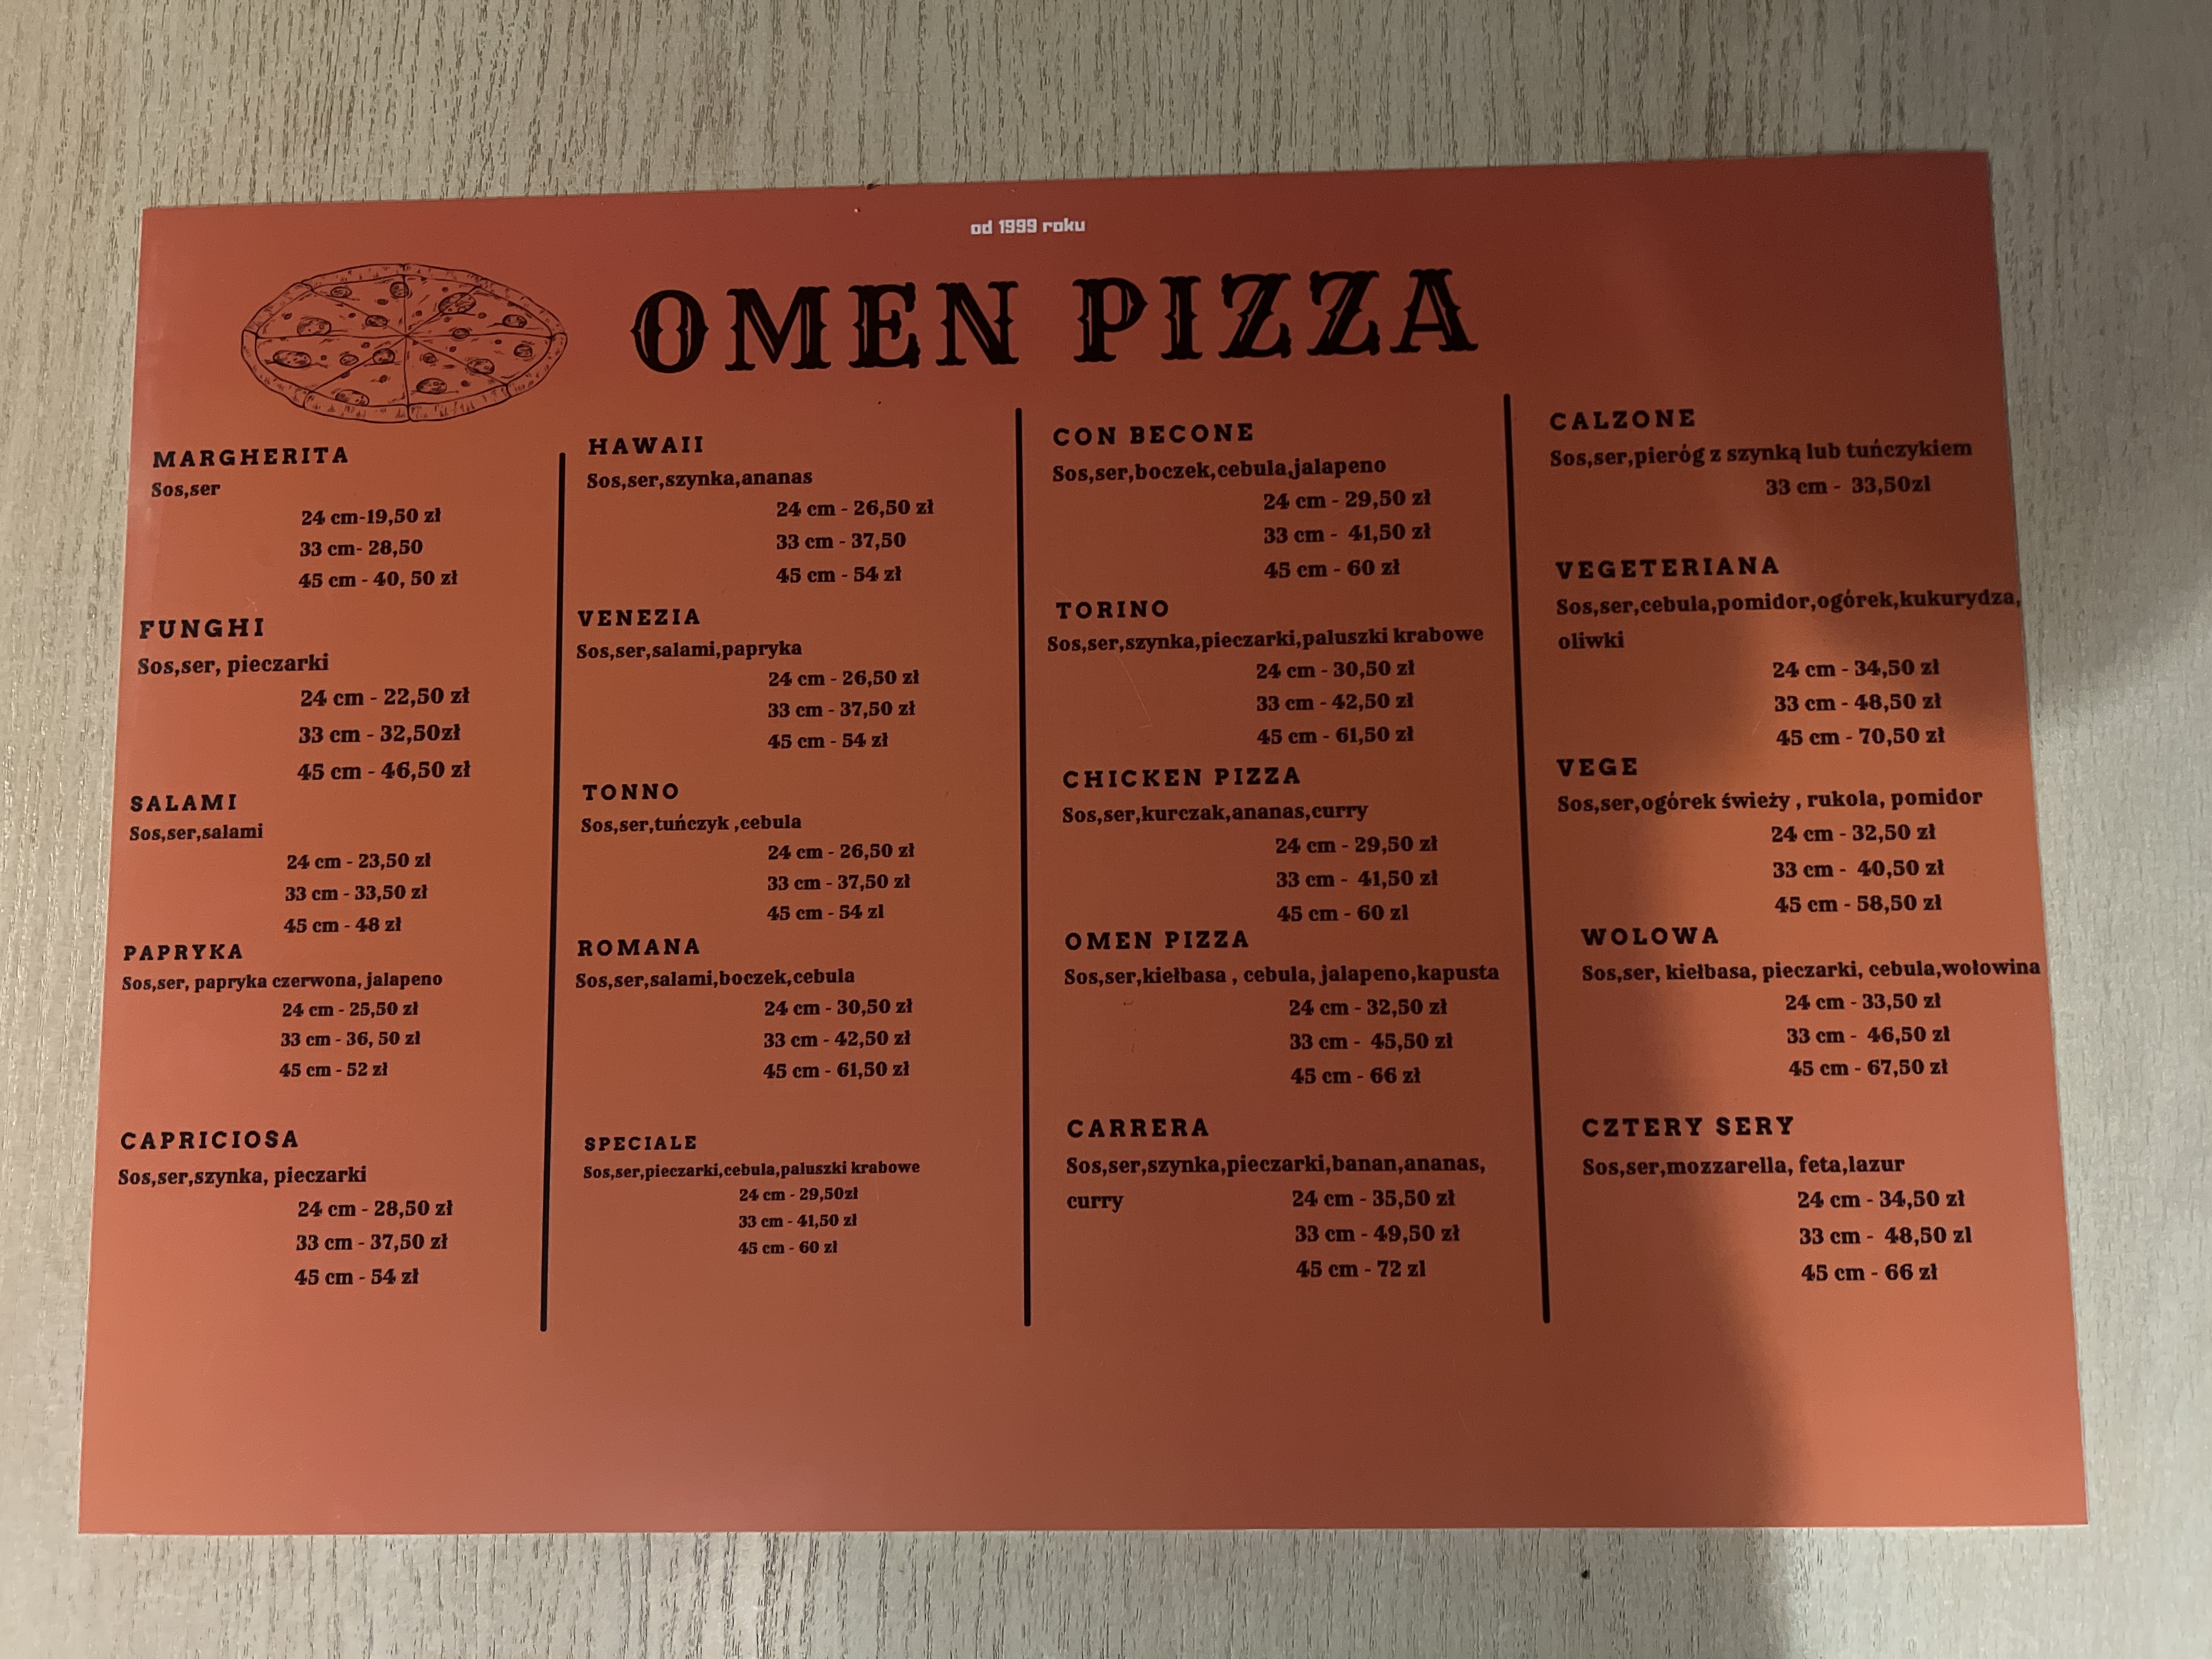 od 1999 roku
OMEN PIZZA
MARGHERITA
Sos,ser
24 cm-19,50 zł
33 cm- 28,50
45 cm - 40, 50 zł
FUNGHI
Sos,ser, pieczarki
24 cm - 22,50 zł
33 cm - 32,50zł
45 cm - 46,50 zł
SALAMI
Sos,ser,salami
24 cm - 23,50 zł
33 cm - 33,50 zł
45 cm - 48 zł
PAPRYKA
Sos,ser, papryka czerwona, jalapeno
24 cm - 25,50 zł
33 cm - 36, 50 zł
45 cm - 52 zł
CAPRICIOSA
Sos,ser,szynka, pieczarki
24 cm - 28,50 zł
33 cm - 37,50 zł
45 cm - 54 zł
HAWAII
Sos,ser,szynka,ananas
24 cm - 26,50 zł
33 cm - 37,50
45 cm - 54 zł
VENEZIA
Sos,ser,salami,papryka
24 cm - 26,50 zł
33 cm - 37,50 zł
45 cm - 54 zł
TONNO
Sos,ser,tuńczyk ,cebula
24 cm - 26,50 zł
33 cm - 37,50 zł
45 cm - 54 zl
ROMANA
Sos,ser,salami,boczek,cebula
24 cm - 30,50 zł
33 cm - 42,50 zł
45 cm - 61,50 zł
SPECIALE
Sos,ser,pieczarki,cebula,paluszki krabowe
24 cm - 29,50zł
33 cm - 41,50 zł
45 cm - 60 zł
CON BECONE
Sos,ser,boczek,cebula,jalapeno
24 cm - 29,50 zł
33 cm -  41,50 zł
45 cm - 60 zł
TORINO
Sos,ser,szynka,pieczarki,paluszki krabowe
24 cm - 30,50 zł
33 cm - 42,50 zł
45 cm - 61,50 zł
CHICKEN PIZZA
Sos,ser,kurczak,ananas,curry
24 cm - 29,50 zł
33 cm -  41,50 zł
45 cm - 60 zl
OMEN PIZZA
Sos,ser,kiełbasa , cebula, jalapeno,kapusta
24 cm - 32,50 zł
33 cm -  45,50 zł
45 cm - 66 zł
CARRERA
Sos,ser,szynka,pieczarki,banan,ananas,
curry 24 cm - 35,50 zł
33 cm - 49,50 zł
45 cm - 72 zl
CALZONE
Sos,ser,pieróg z szynką lub tuńczykiem
33 cm -  33,50zl
VEGETERIANA
Sos,ser,cebula,pomidor,ogórek,kukurydza,
oliwki
24 cm - 34,50 zł
33 cm - 48,50 zł
45 cm - 70,50 zł
VEGE
Sos,ser,ogórek świeży , rukola, pomidor
24 cm - 32,50 zł
33 cm -  40,50 zł
45 cm - 58,50 zł
WOLOWA
Sos,ser, kiełbasa, pieczarki, cebula,wołowina
24 cm - 33,50 zł
33 cm -  46,50 zł
45 cm - 67,50 zł
CZTERY SERY
Sos,ser,mozzarella, feta,lazur
24 cm - 34,50 zł
33 cm -  48,50 zl
45 cm - 66 zł